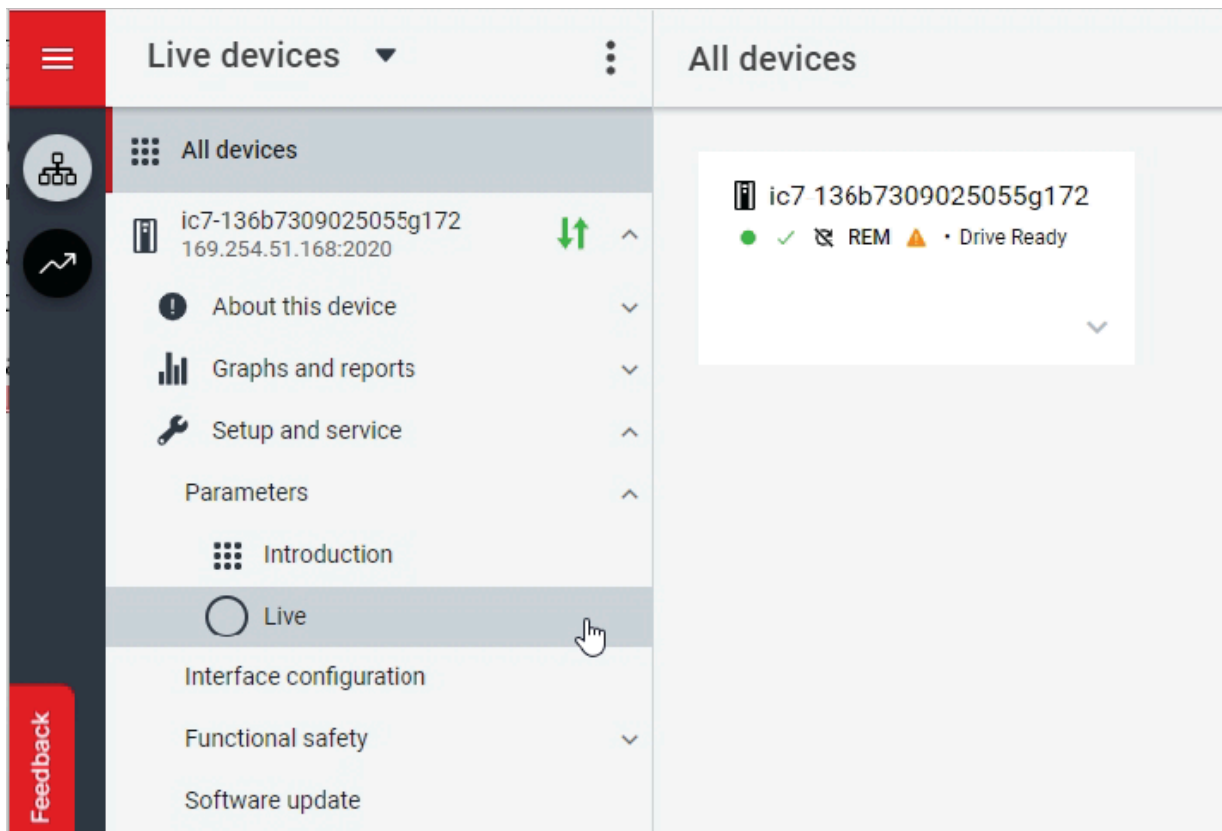 Live devices
All devices
All devices
ic7-136b7309025055g172
169.254.51.168:2020
About this device
Graphs and reports
Setup and service
Parameters
Introduction
Live
Interface configuration
Functional safety
Software update
Feedback
ic7-136b7309025055g172
REM • Drive Ready